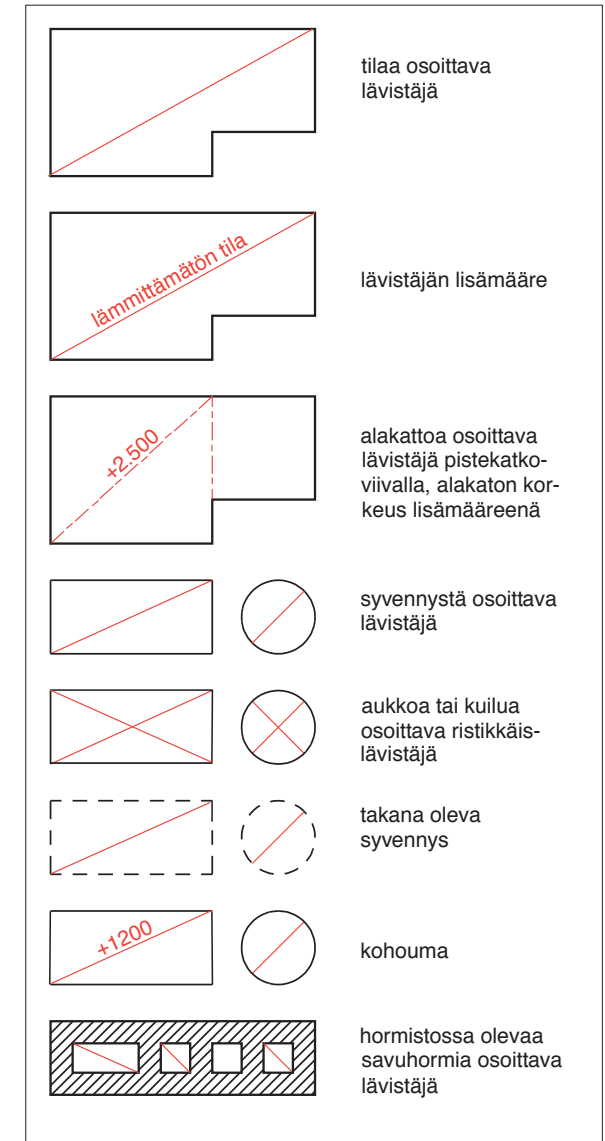 tilaa osoittava
lävistäjä
lämmittämätön tila
lävistäjän lisämääre
+2.500
alakattoa osoittava
lävistäjä pistekatko-
viivalla, alakaton kor-
keus lisämääreenä
syvennystä osoittava
lävistäjä
aukkoa tai kuilua
osoittava ristikkäis-
lävistäjä
takana oleva
syvennys
+1200
kohouma
hormistossa olevaa
savuhormia osoittava
lävistäjä